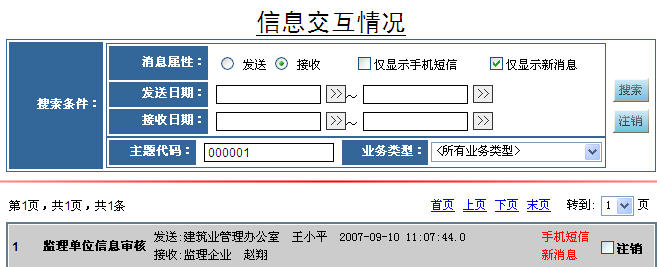 信息交互情况
搜索条件：
消息属性： 发送 接收 仅显示手机短信 仅显示新消息
发送日期： >> ～ >> 搜索
接收日期： >> ～ >> 注销
主题代码： 000001 业务类型： <所有业务类型>
第1页，共1页，共1条 首页 上页 下页 末页 转到: 1 页
1 监理单位信息审核 发送:建筑业管理办公室 王小平 2007-09-10 11:07:44.0 手机短信 注销
接收:监理企业 赵翔 新消息